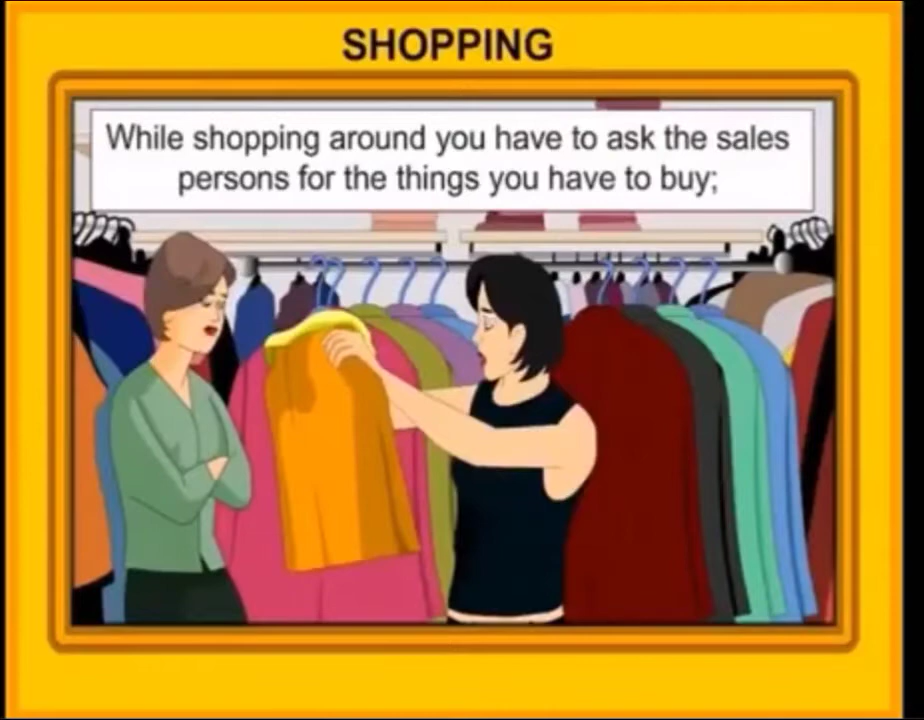 SHOPPING
While shopping around you have to ask the sales
persons for the things you have to buy;